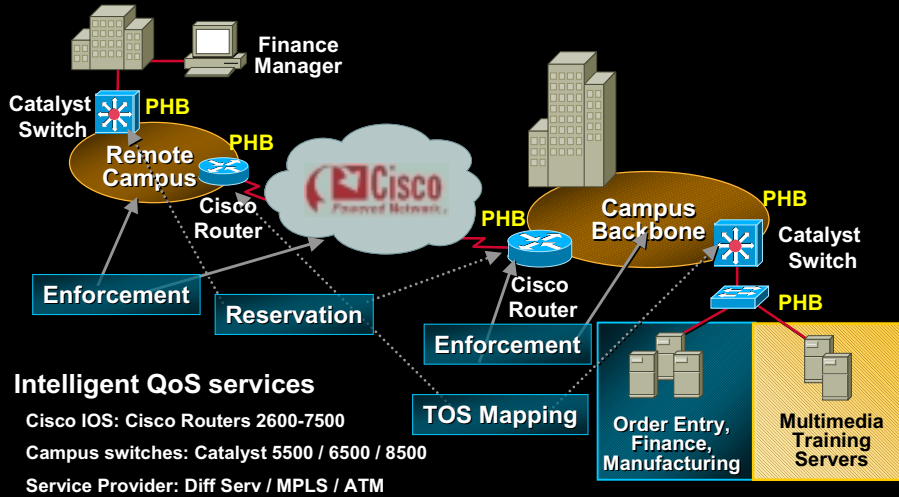 Finance
Manager
Catalyst
Switch
PHB
PHB
Remote
Campus
Cisco
Router
Cisco
Powered Network.
PHB
Campus
Backbone
PHB
Catalyst
Switch
Cisco
Router
PHB
Enforcement
Reservation
Enforcement
TOS Mapping
Order Entry,
Finance,
Manufacturing
Multimedia
Training
Servers
Intelligent QoS services
Cisco IOS: Cisco Routers 2600-7500
Campus switches: Catalyst 5500 / 6500 / 8500
Service Provider: Diff Serv / MPLS / ATM